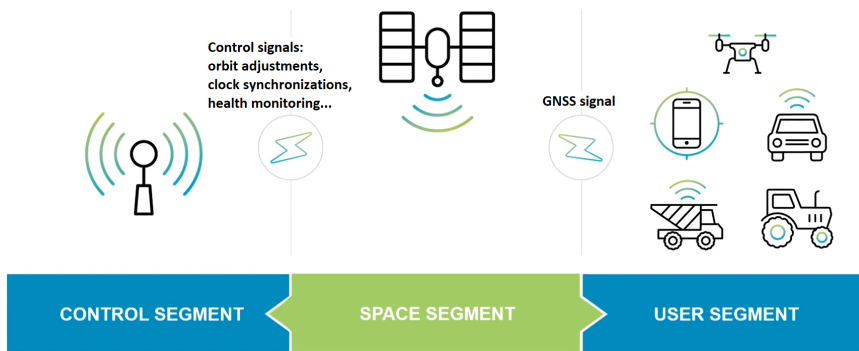 Control signals:
orbit adjustments,
clock synchronizations,
health monitoring...
GNSS signal
CONTROL SEGMENT
SPACE SEGMENT
USER SEGMENT